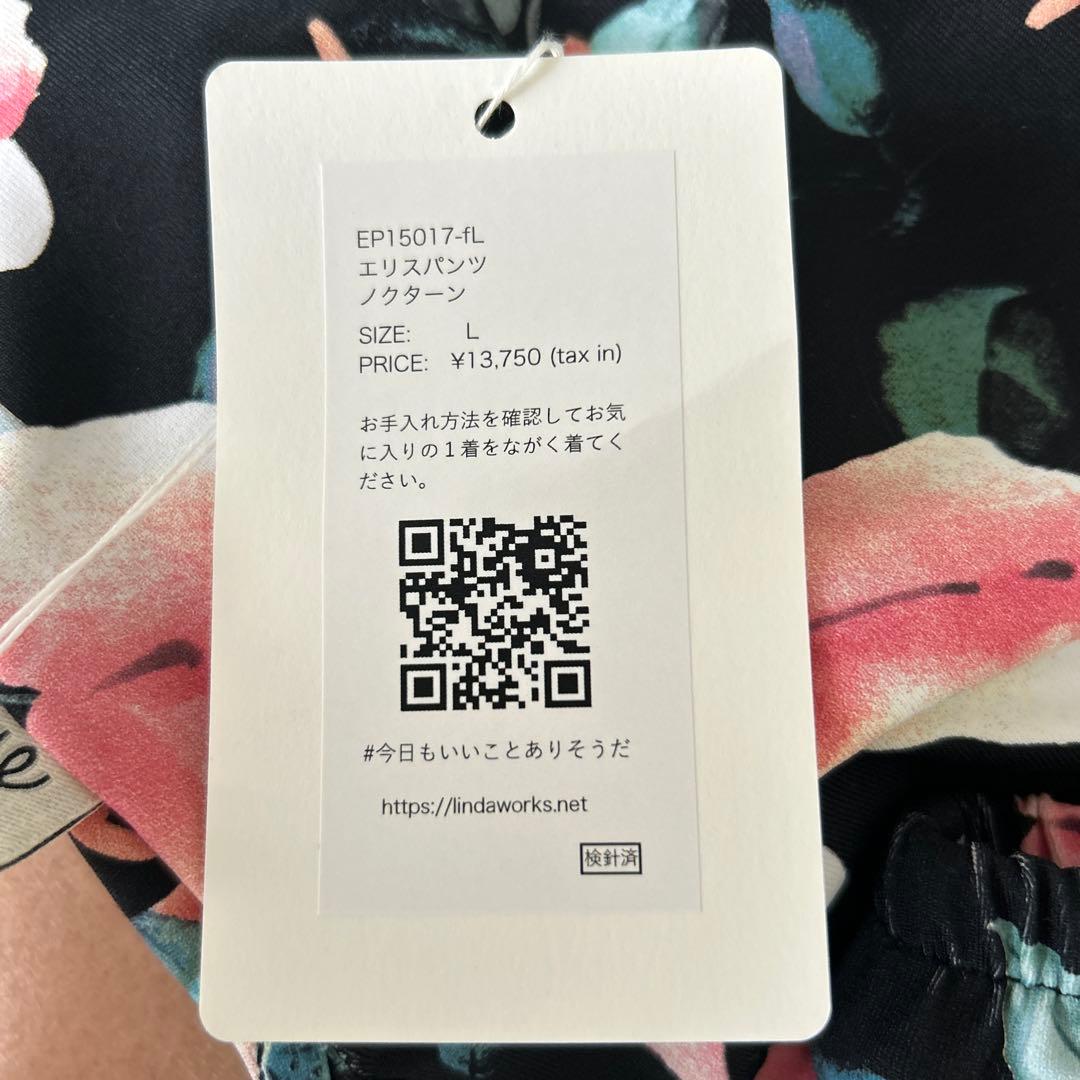 EP15017-fL
エリスパンツ
ノクターン
SIZE: L
PRICE: ¥13,750 (tax in)
お手入れ方法を確認してお気
に入りの1着をながく着てく
ださい。
#今日もいいことありそうだ
https://lindaworks.net
検針済